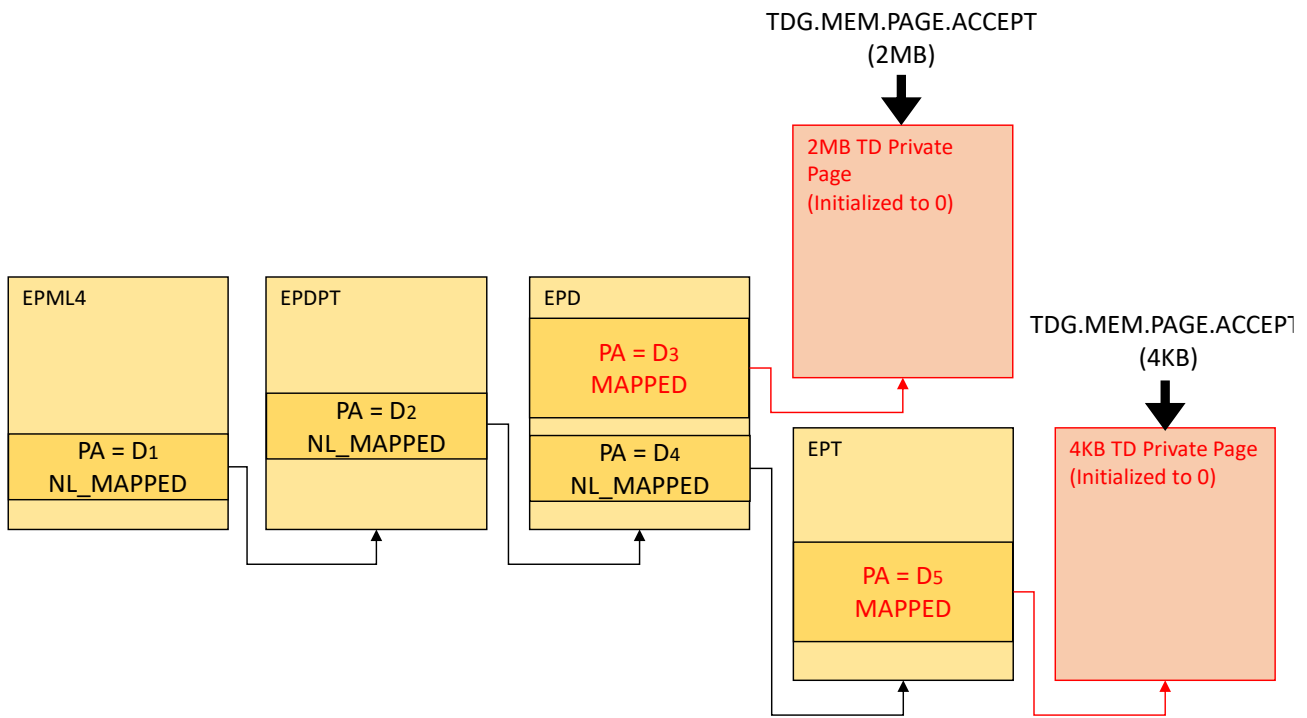 TDG.MEM.PAGE.ACCEPT
(2MB)
2MB TD Private
Page
(Initialized to 0)
EPML4
PA = D1
NL_MAPPED
EPDPT
PA = D2
NL_MAPPED
EPD
PA = D3
MAPPED
PA = D4
NL_MAPPED
TDG.MEM.PAGE.ACCEPT
(4KB)
EPT
PA = D5
MAPPED
4KB TD Private Page
(Initialized to 0)